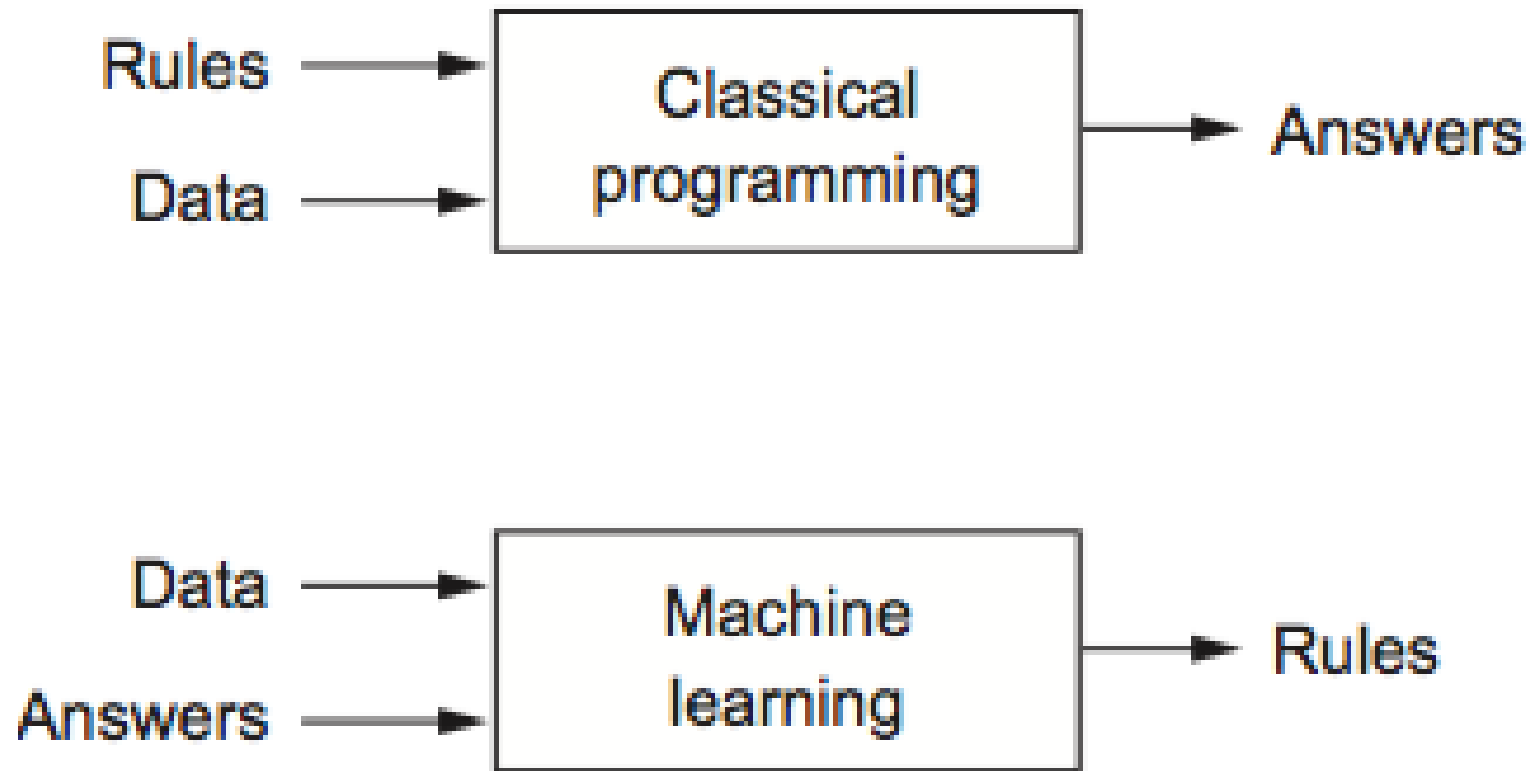 Rules
Data
Classical
programming
Answers
Data
Answers
Machine
learning
Rules